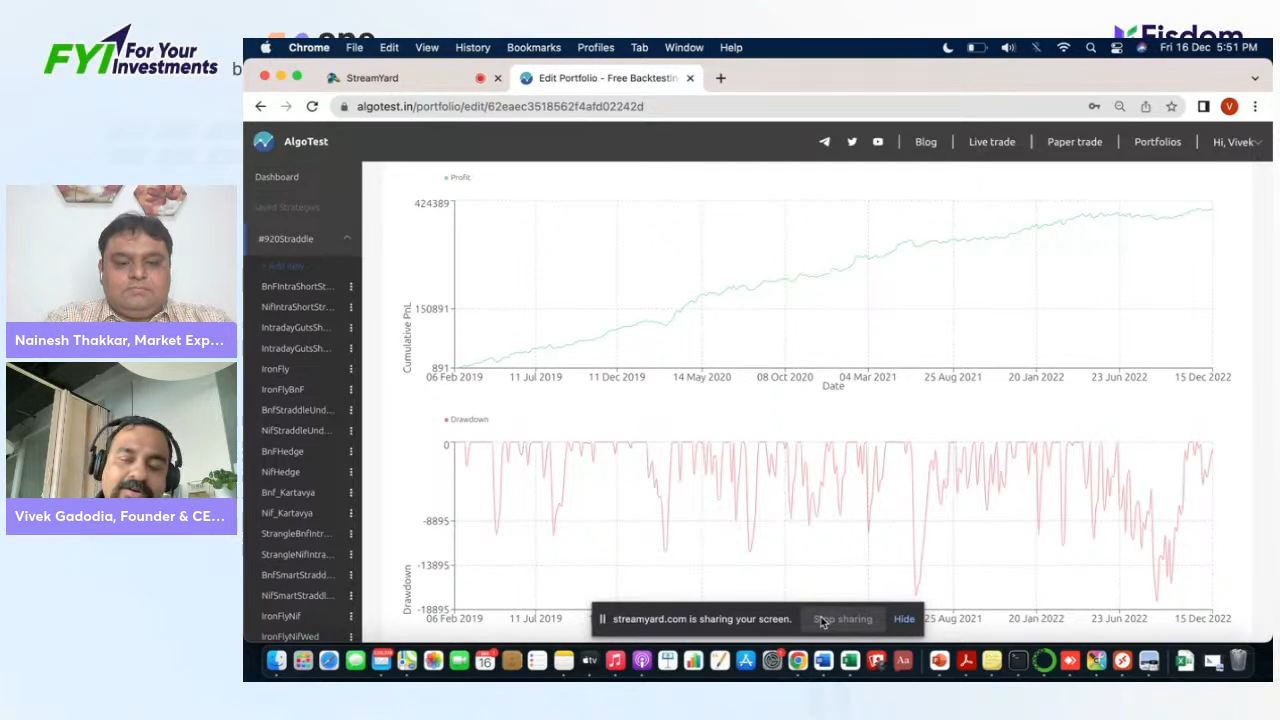 FYI For Your
Investments
Fisdom
Chrome File Edit View History Bookmarks Profiles Tab Window Help
Fri 16 Dec 5:51 PM
StreamYard
Edit Portfolio - Free Backtestin
algotest.in/portfolio/edit/62eaec3518562f4afd02242d
V
AlgoTest
Blog Live trade Paper trade Portfolios Hi, Vivek
Dashboard
Saved Strategies
#920Straddle
+ Add New
BnFIntraShortSt...
NifIntraShortStr...
IntradayGutsSh...
IntradayGutsSh...
IronFly
IronFlyBnF
BnfStraddleUnd...
NifStraddleUnd...
BnFHedge
NifHedge
Bnf_Kartavya
Nif_Kartavya
StrangleBnfIntr...
StrangleNifIntra...
BnfSmartStradd...
NifSmartStraddl...
IronFlyNif
IronFlyNifWed
Profit
424389
150891
891
Cumulative PnL
06 Feb 2019 11 Jul 2019 11 Dec 2019 14 May 2020 08 Oct 2020 04 Mar 2021 25 Aug 2021 20 Jan 2022 23 Jun 2022 15 Dec 2022
Date
Drawdown
0
-8895
-13895
-18895
Drawdown
06 Feb 2019 11 Jul 2019 25 Aug 2021 20 Jan 2022 23 Jun 2022 15 Dec 2022
streamyard.com is sharing your screen. Stop sharing Hide
Nainesh Thakkar, Market Exp...
Vivek Gadodia, Founder & CE...